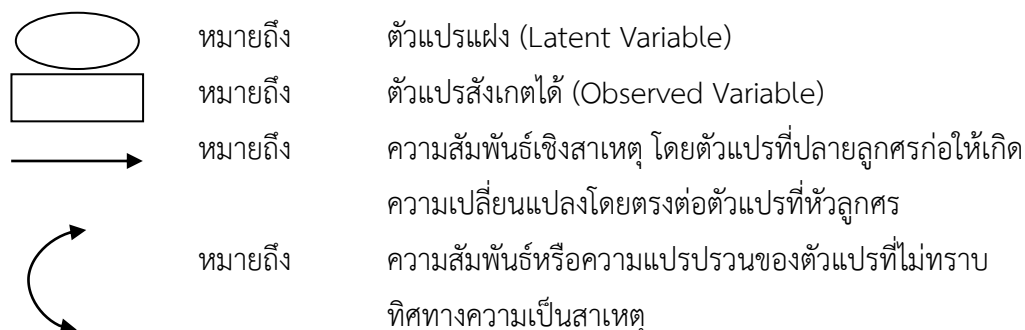 หมายถึง ตัวแปรแฝง (Latent Variable)
หมายถึง ตัวแปรสังเกตได้ (Observed Variable)
หมายถึง ความสัมพันธ์เชิงสาเหตุ โดยตัวแปรที่ปลายลูกศรก่อให้เกิด
ความเปลี่ยนแปลงโดยตรงต่อตัวแปรที่หัวลูกศร
หมายถึง ความสัมพันธ์หรือความแปรปรวนของตัวแปรที่ไม่ทราบ
ทิศทางความเป็นสาเหตุ